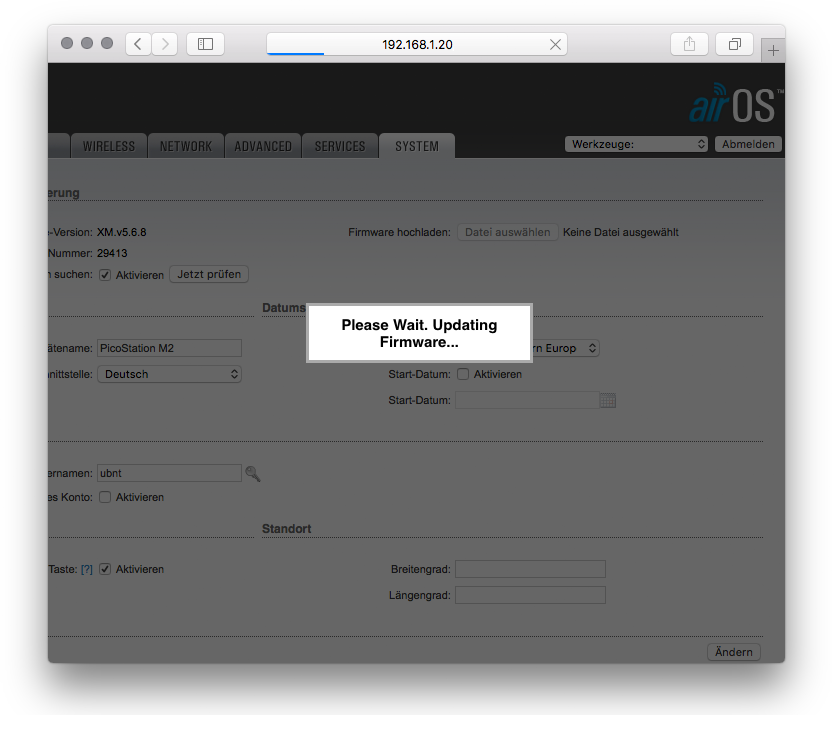 192.168.1.20
airOS™
WIRELESS NETWORK ADVANCED SERVICES SYSTEM Werkzeuge: Abmelden
erung
-Version: XM.v5.6.8 Firmware hochladen: Datei auswählen Keine Datei ausgewählt
Nummer: 29413
n suchen: Aktivieren Jetzt prüfen
Datums
Please Wait. Updating
Firmware...
ätename: PicoStation M2 rn Europ
nittstelle: Deutsch Start-Datum: Aktivieren
Start-Datum:
ernamen: ubnt
es Konto: Aktivieren
Standort
Taste: [?] Aktivieren Breitengrad:
Längengrad:
Ändern